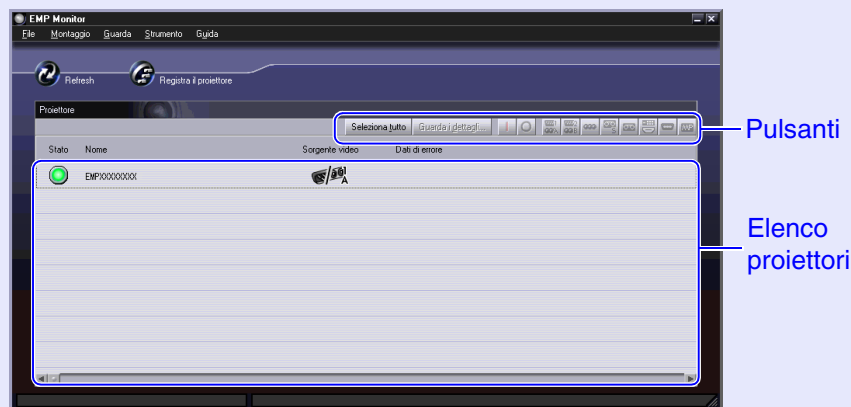 EMP Monitor
File Montaggio Guarda Strumento Guida
Refresh Registra il proiettore
Proiettore
Seleziona tutto Guarda i dettagli...
Pulsanti
Stato Nome Sorgente video Dati di errore
EMPXXXXXXXX
Elenco
proiettori